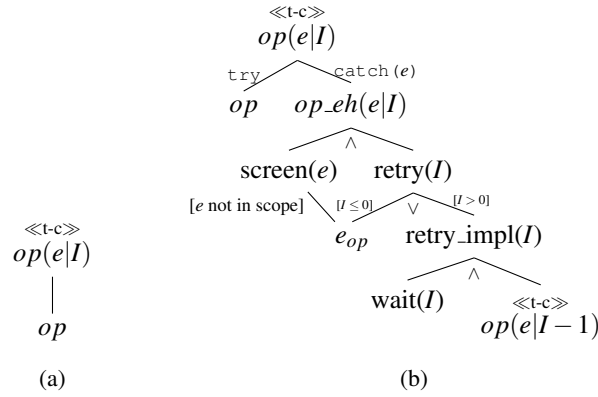 ≪t-c≫
op(e|I)
try catch(e)
op op_eh(e|I)
∧
screen(e) retry(I)
[e not in scope] [I ≤ 0] ∨ [I > 0]
e_op retry_impl(I)
∧
wait(I) ≪t-c≫
op(e|I−1)
≪t-c≫
op(e|I)
op
(a) (b)